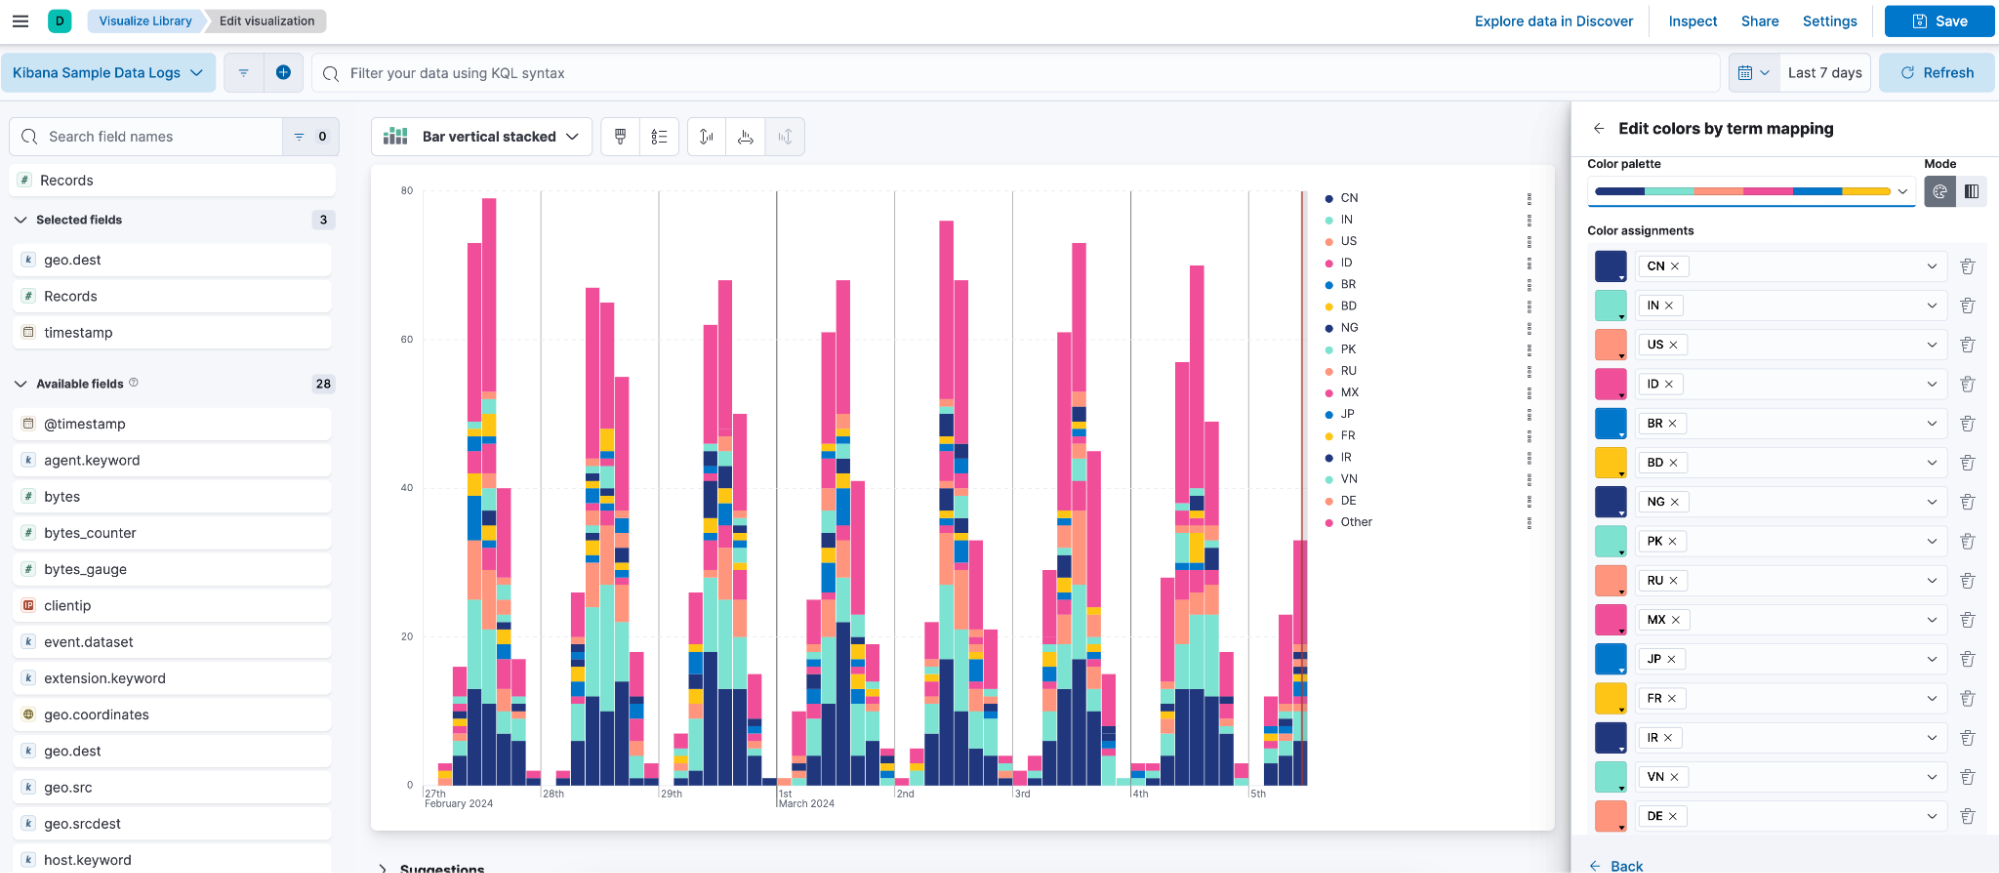 D Visualize Library Edit visualization Explore data in Discover Inspect Share Settings Save
Kibana Sample Data Logs Filter your data using KQL syntax Last 7 days Refresh
Search field names 0
# Records
Selected fields 3
k geo.dest
# Records
timestamp
Available fields 28
@timestamp
k agent.keyword
# bytes
# bytes_counter
# bytes_gauge
IP clientip
k event.dataset
k extension.keyword
geo.coordinates
k geo.dest
k geo.src
k geo.srcdest
k host.keyword
Bar vertical stacked
80
60
40
20
0
27th 28th 29th 1st 2nd 3rd 4th 5th
February 2024 March 2024
CN
IN
US
ID
BR
BD
NG
PK
RU
MX
JP
FR
IR
VN
DE
Other
Suggestions
Edit colors by term mapping
Color palette Mode
Color assignments
CN
IN
US
ID
BR
BD
NG
PK
RU
MX
JP
FR
IR
VN
DE
Back